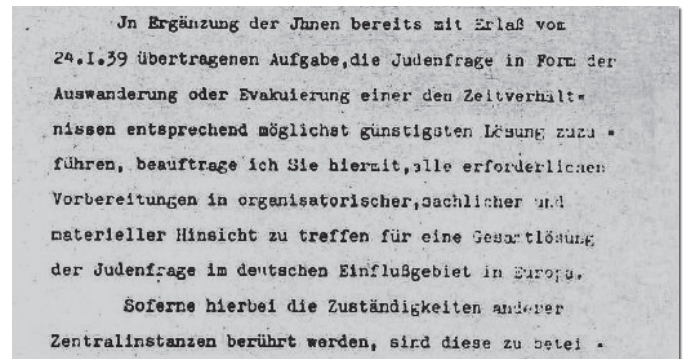 Jn Ergänzung der Jhnen bereits mit Erlaß vom
24.I.39 übertragenen Aufgabe,die Judenfrage in Form der
Auswanderung oder Evakuierung einer den Zeitverhält-
nissen entsprechend möglichst günstigsten Lösung zuzu -
führen, beauftrage ich Sie hiermit,alle erforderlichen
Vorbereitungen in organisatorischer,sachlicher und
materieller Hinsicht zu treffen für eine Gesamtlösung
der Judenfrage im deutschen Einflußgebiet in Europa.
Soferne hierbei die Zuständigkeiten anderer
Zentralinstanzen berührt werden, sind diese zu betei -